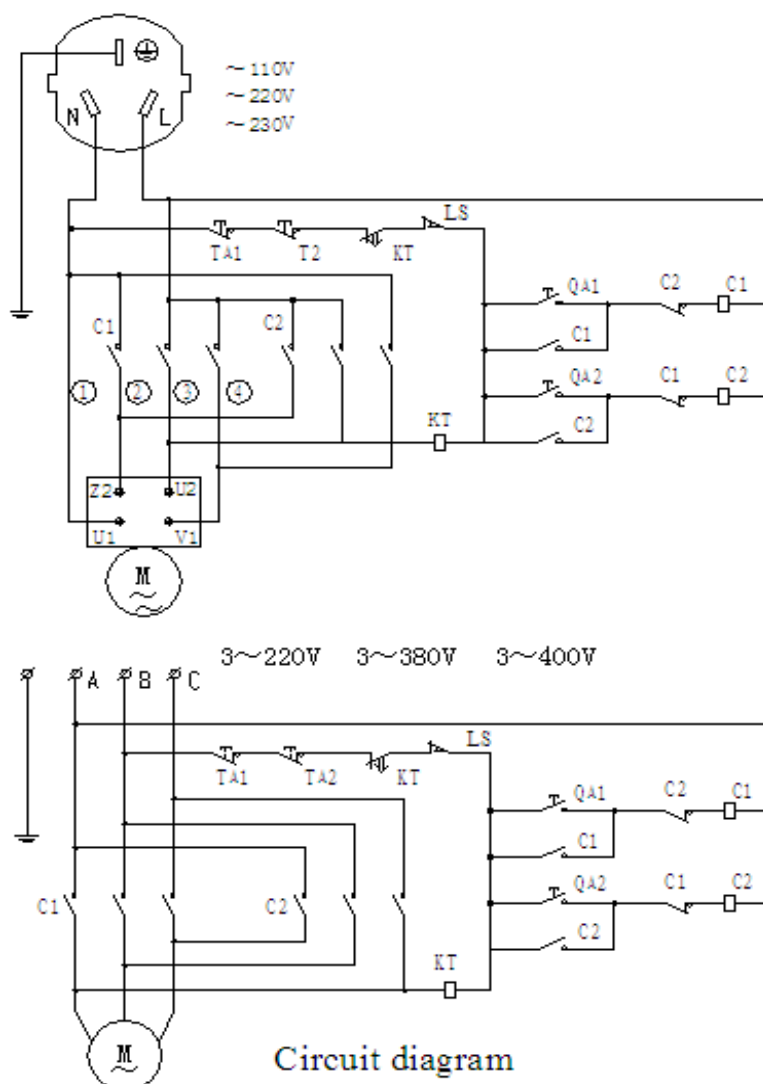 ~110V
N L ~220V
~230V
LS
TA1 T2 KT
QA1 C2 C1
C1 C2
C1
① ② ③ ④
QA2 C1 C2
KT C2
Z2 U2
U1 V1
M
~
~
3~220V 3~380V 3~400V
A B C
LS
TA1 TA2 KT
QA1 C2 C1
C1
QA2 C1 C2
C1 C2
C2
KT
M
~
Circuit diagram